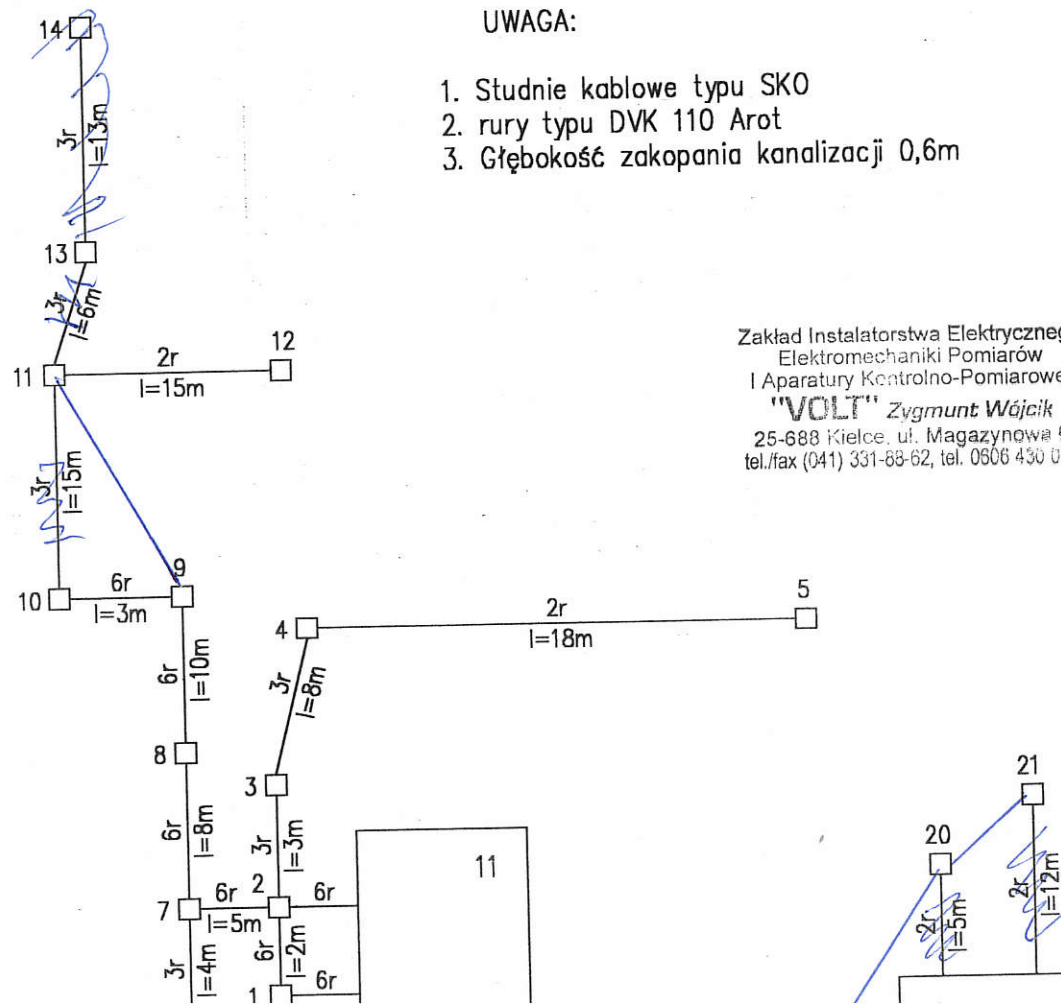 UWAGA:
1. Studnie kablowe typu SKO
2. rury typu DVK 110 Arot
3. Głębokość zakopania kanalizacji 0,6m
14
3r
l=13m
13
3r
l=6m
12
11
2r
l=15m
Zakład Instalatorstwa Elektryczneg
Elektromechaniki Pomiarów
I Aparatury Kontrolno-Pomiarowe
"VOLT" Zygmunt Wójcik
25-688 Kielce, ul. Magazynowa
tel./fax (041) 331-88-62, tel. 0606 430 0
3r
l=15m
9
10
6r
l=3m
5
4
2r
l=18m
6r
l=10m
3r
l=8m
8
3
21
6r
l=8m
3r
l=3m
11
20
2
7
6r
l=5m
6r
2r
l=5m
2r
l=12m
3r
l=4m
6r
l=2m
1
6r